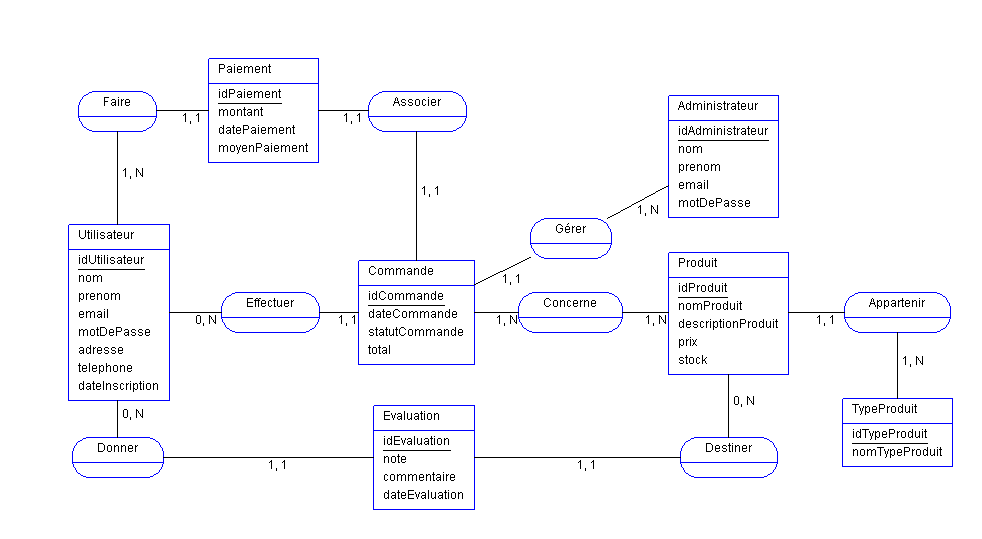 Paiement
idPaiement
montant
datePaiement
moyenPaiement
Faire
1, 1
1, 1
Associer
1, N
1, 1
Administrateur
idAdministrateur
nom
prenom
email
motDePasse
Gérer
1, N
1, 1
Utilisateur
idUtilisateur
nom
prenom
email
motDePasse
adresse
telephone
dateInscription
Effectuer
0, N
1, 1
Commande
idCommande
dateCommande
statutCommande
total
Concerne
1, N
1, N
Produit
idProduit
nomProduit
descriptionProduit
prix
stock
Appartenir
1, 1
1, N
TypeProduit
idTypeProduit
nomTypeProduit
0, N
Donner
1, 1
Evaluation
idEvaluation
note
commentaire
dateEvaluation
1, 1
Destiner
0, N